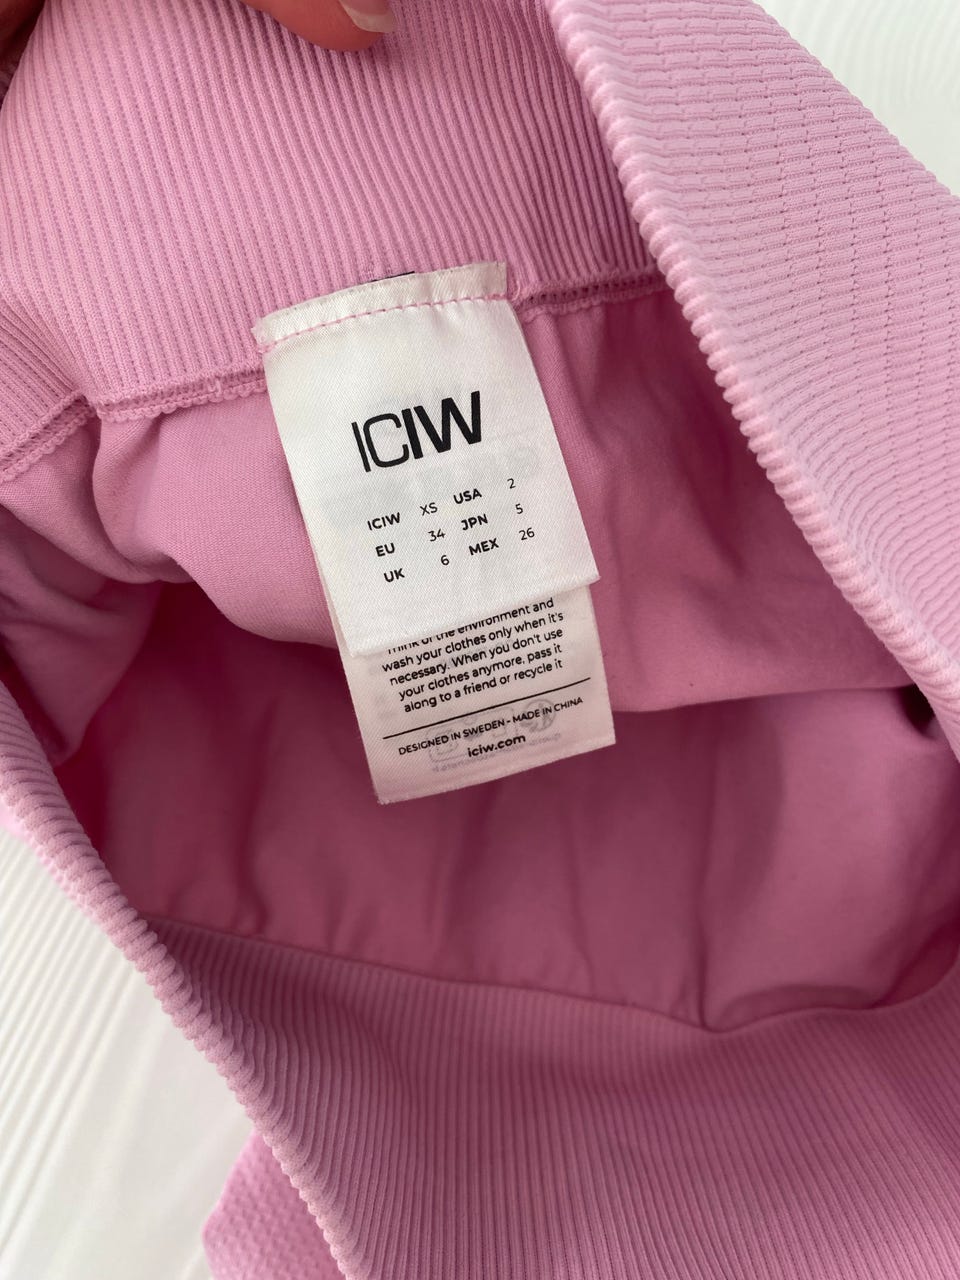 ICIW
ICIW XS USA 2
EU 34 JPN 5
UK 6 MEX 26
Think of the environment and
wash your clothes only when it's
necessary. When you don't use
your clothes anymore, pass it
along to a friend or recycle it
DESIGNED IN SWEDEN - MADE IN CHINA
iciw.com